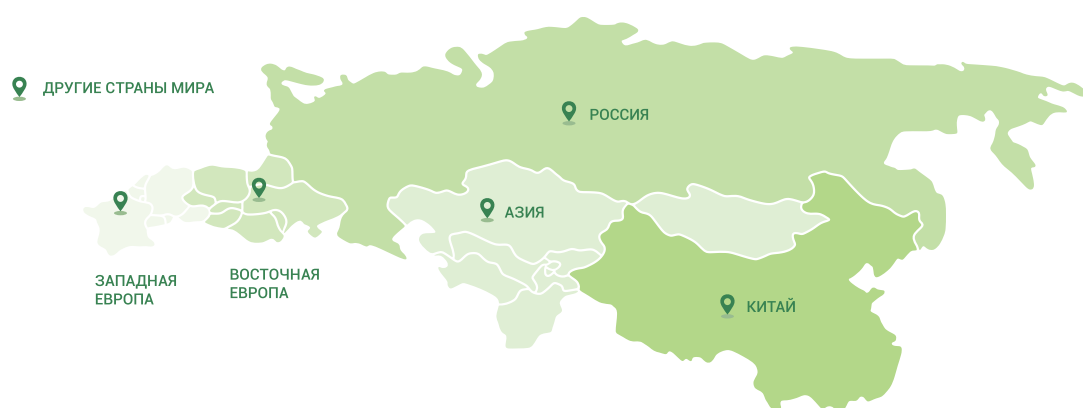 ДРУГИЕ СТРАНЫ МИРА
РОССИЯ
АЗИЯ
ЗАПАДНАЯ
ЕВРОПА
ВОСТОЧНАЯ
ЕВРОПА
КИТАЙ